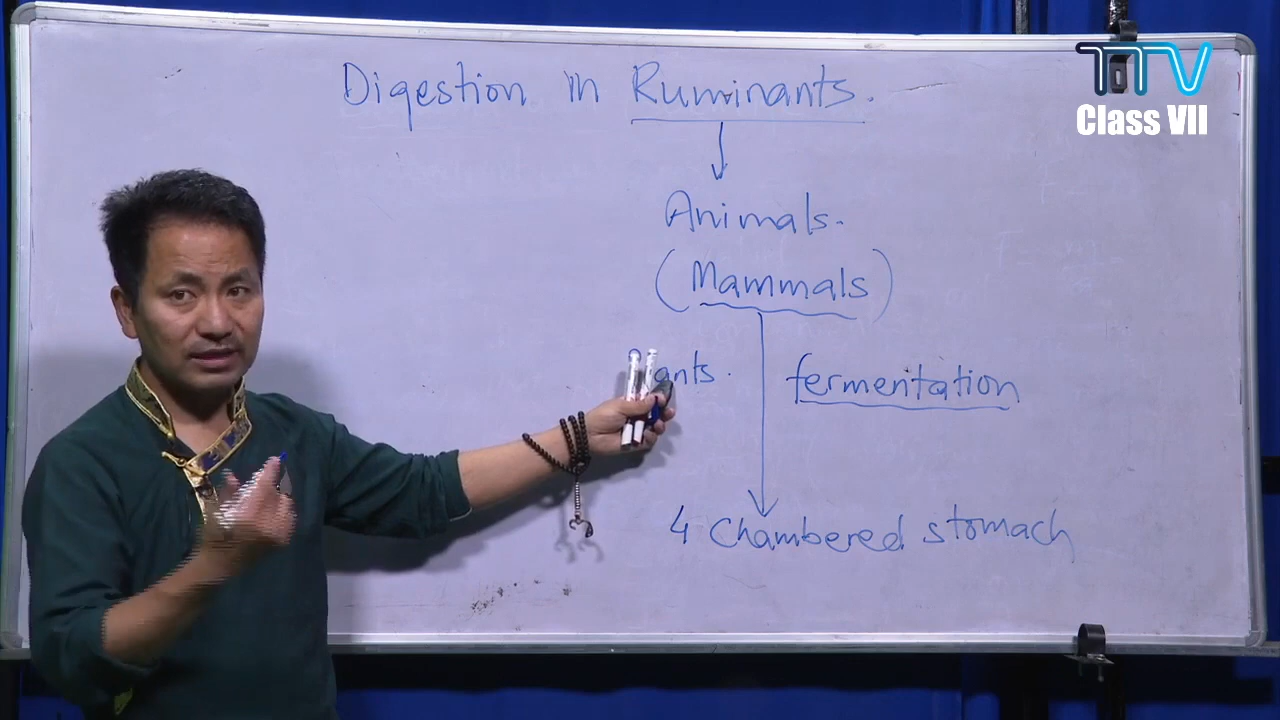 Digestion in Ruminants.
Animals.
(Mammals)
fermentation
4 Chambered stomach
TTV
Class VII